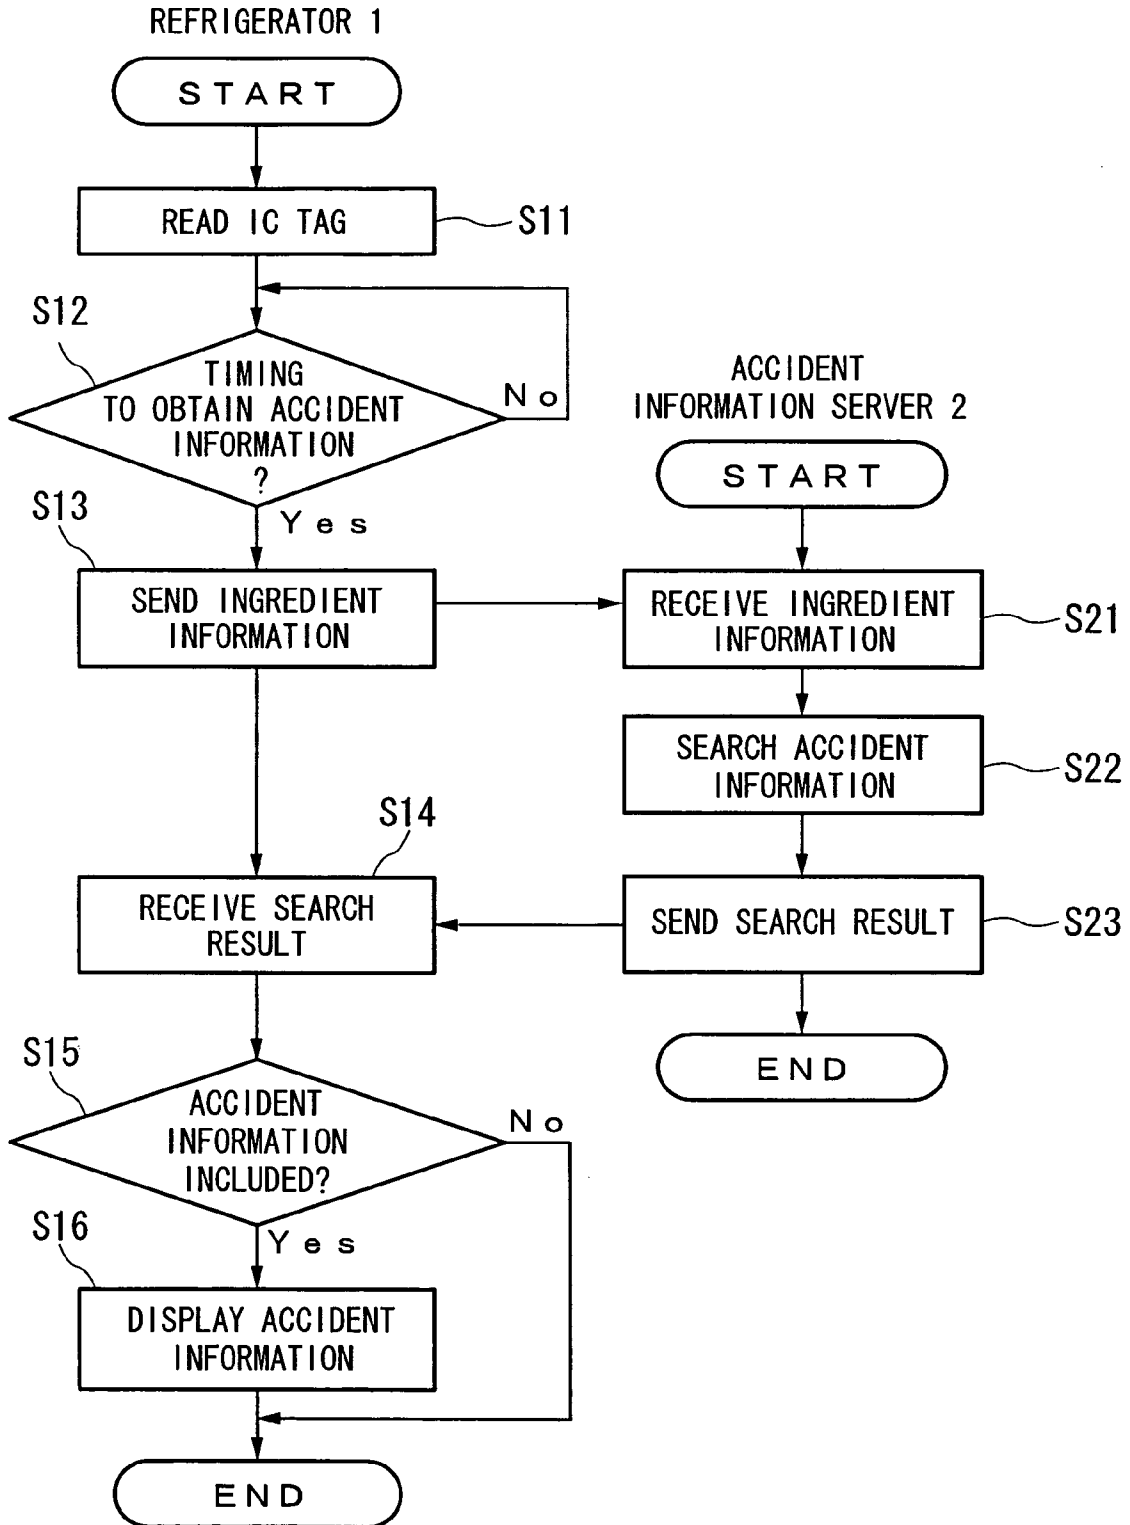 REFRIGERATOR 1
START
READ IC TAG
S11
S12
TIMING
TO OBTAIN ACCIDENT
INFORMATION
?
No
Yes
S13
SEND INGREDIENT
INFORMATION
ACCIDENT
INFORMATION SERVER 2
START
RECEIVE INGREDIENT
INFORMATION
S21
SEARCH ACCIDENT
INFORMATION
S22
S14
RECEIVE SEARCH
RESULT
SEND SEARCH RESULT
S23
END
S15
ACCIDENT
INFORMATION
INCLUDED?
No
Yes
S16
DISPLAY ACCIDENT
INFORMATION
END